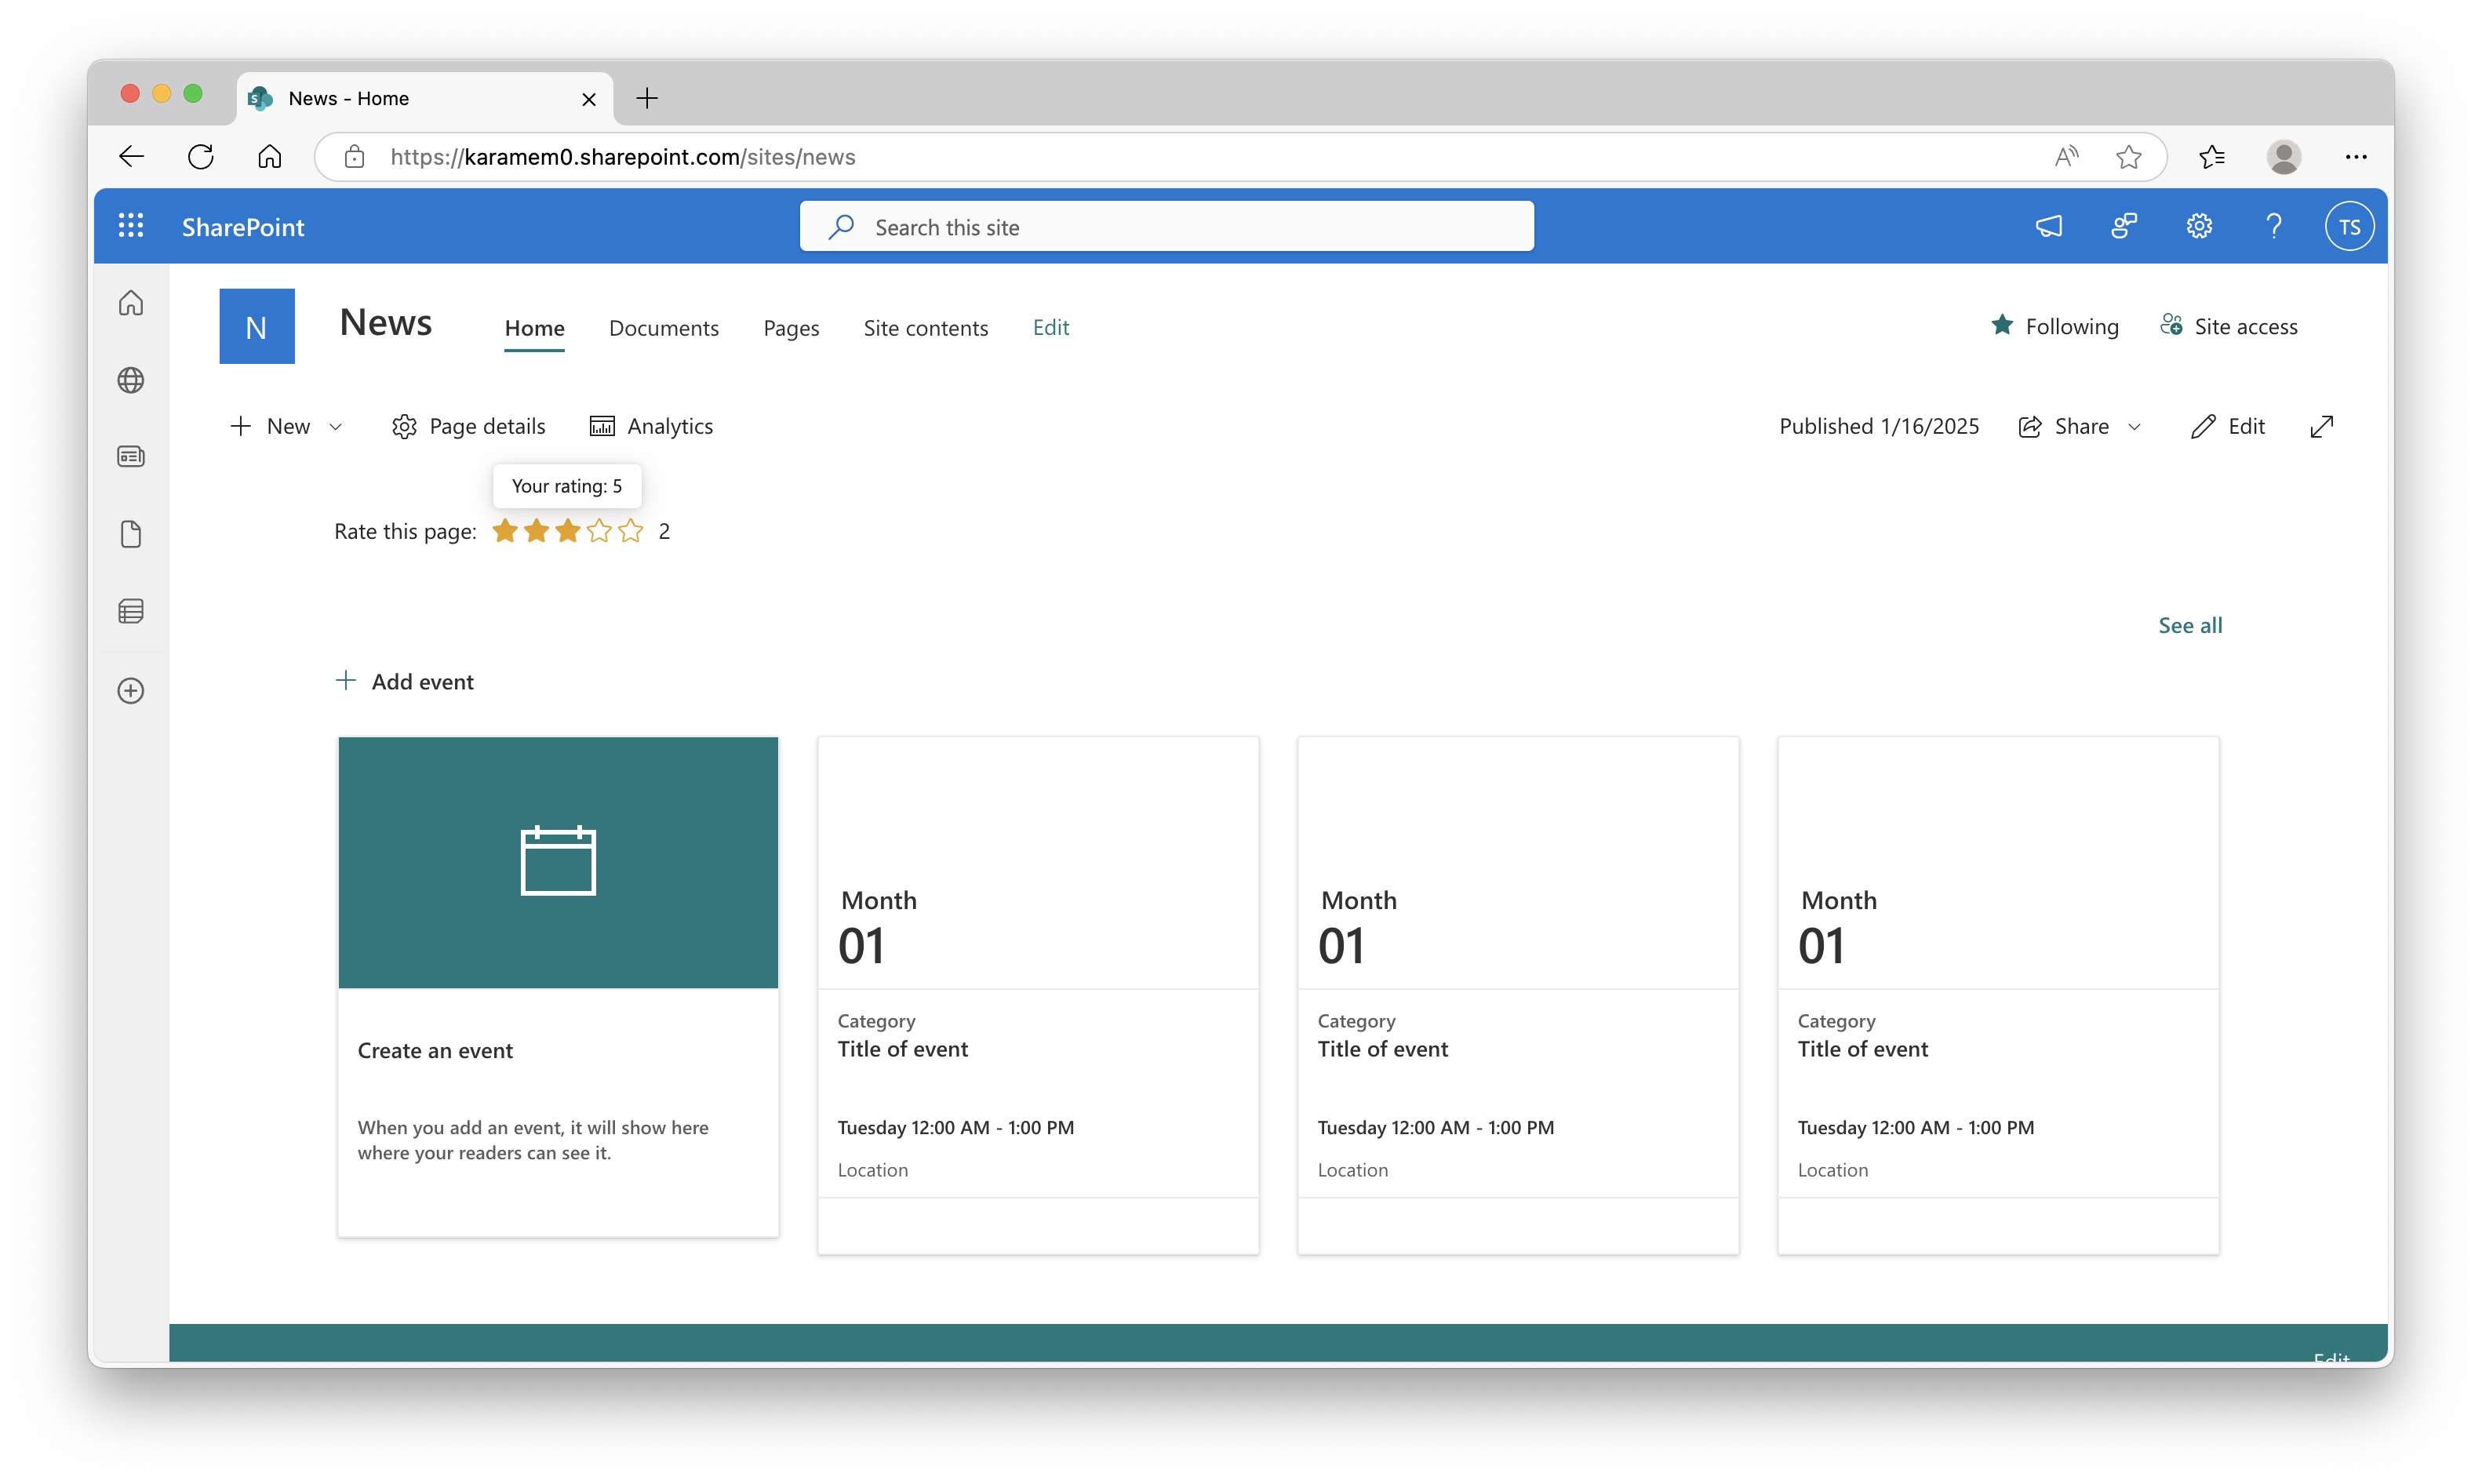 News - Home
https://karamem0.sharepoint.com/sites/news
SharePoint
Search this site
TS
N
News
Home Documents Pages Site contents Edit
Following Site access
New Page details Analytics
Published 1/16/2025 Share Edit
Your rating: 5
Rate this page: 2
See all
Add event
Create an event
When you add an event, it will show here
where your readers can see it.
Month
01
Category
Title of event
Tuesday 12:00 AM - 1:00 PM
Location
Month
01
Category
Title of event
Tuesday 12:00 AM - 1:00 PM
Location
Month
01
Category
Title of event
Tuesday 12:00 AM - 1:00 PM
Location
Edit